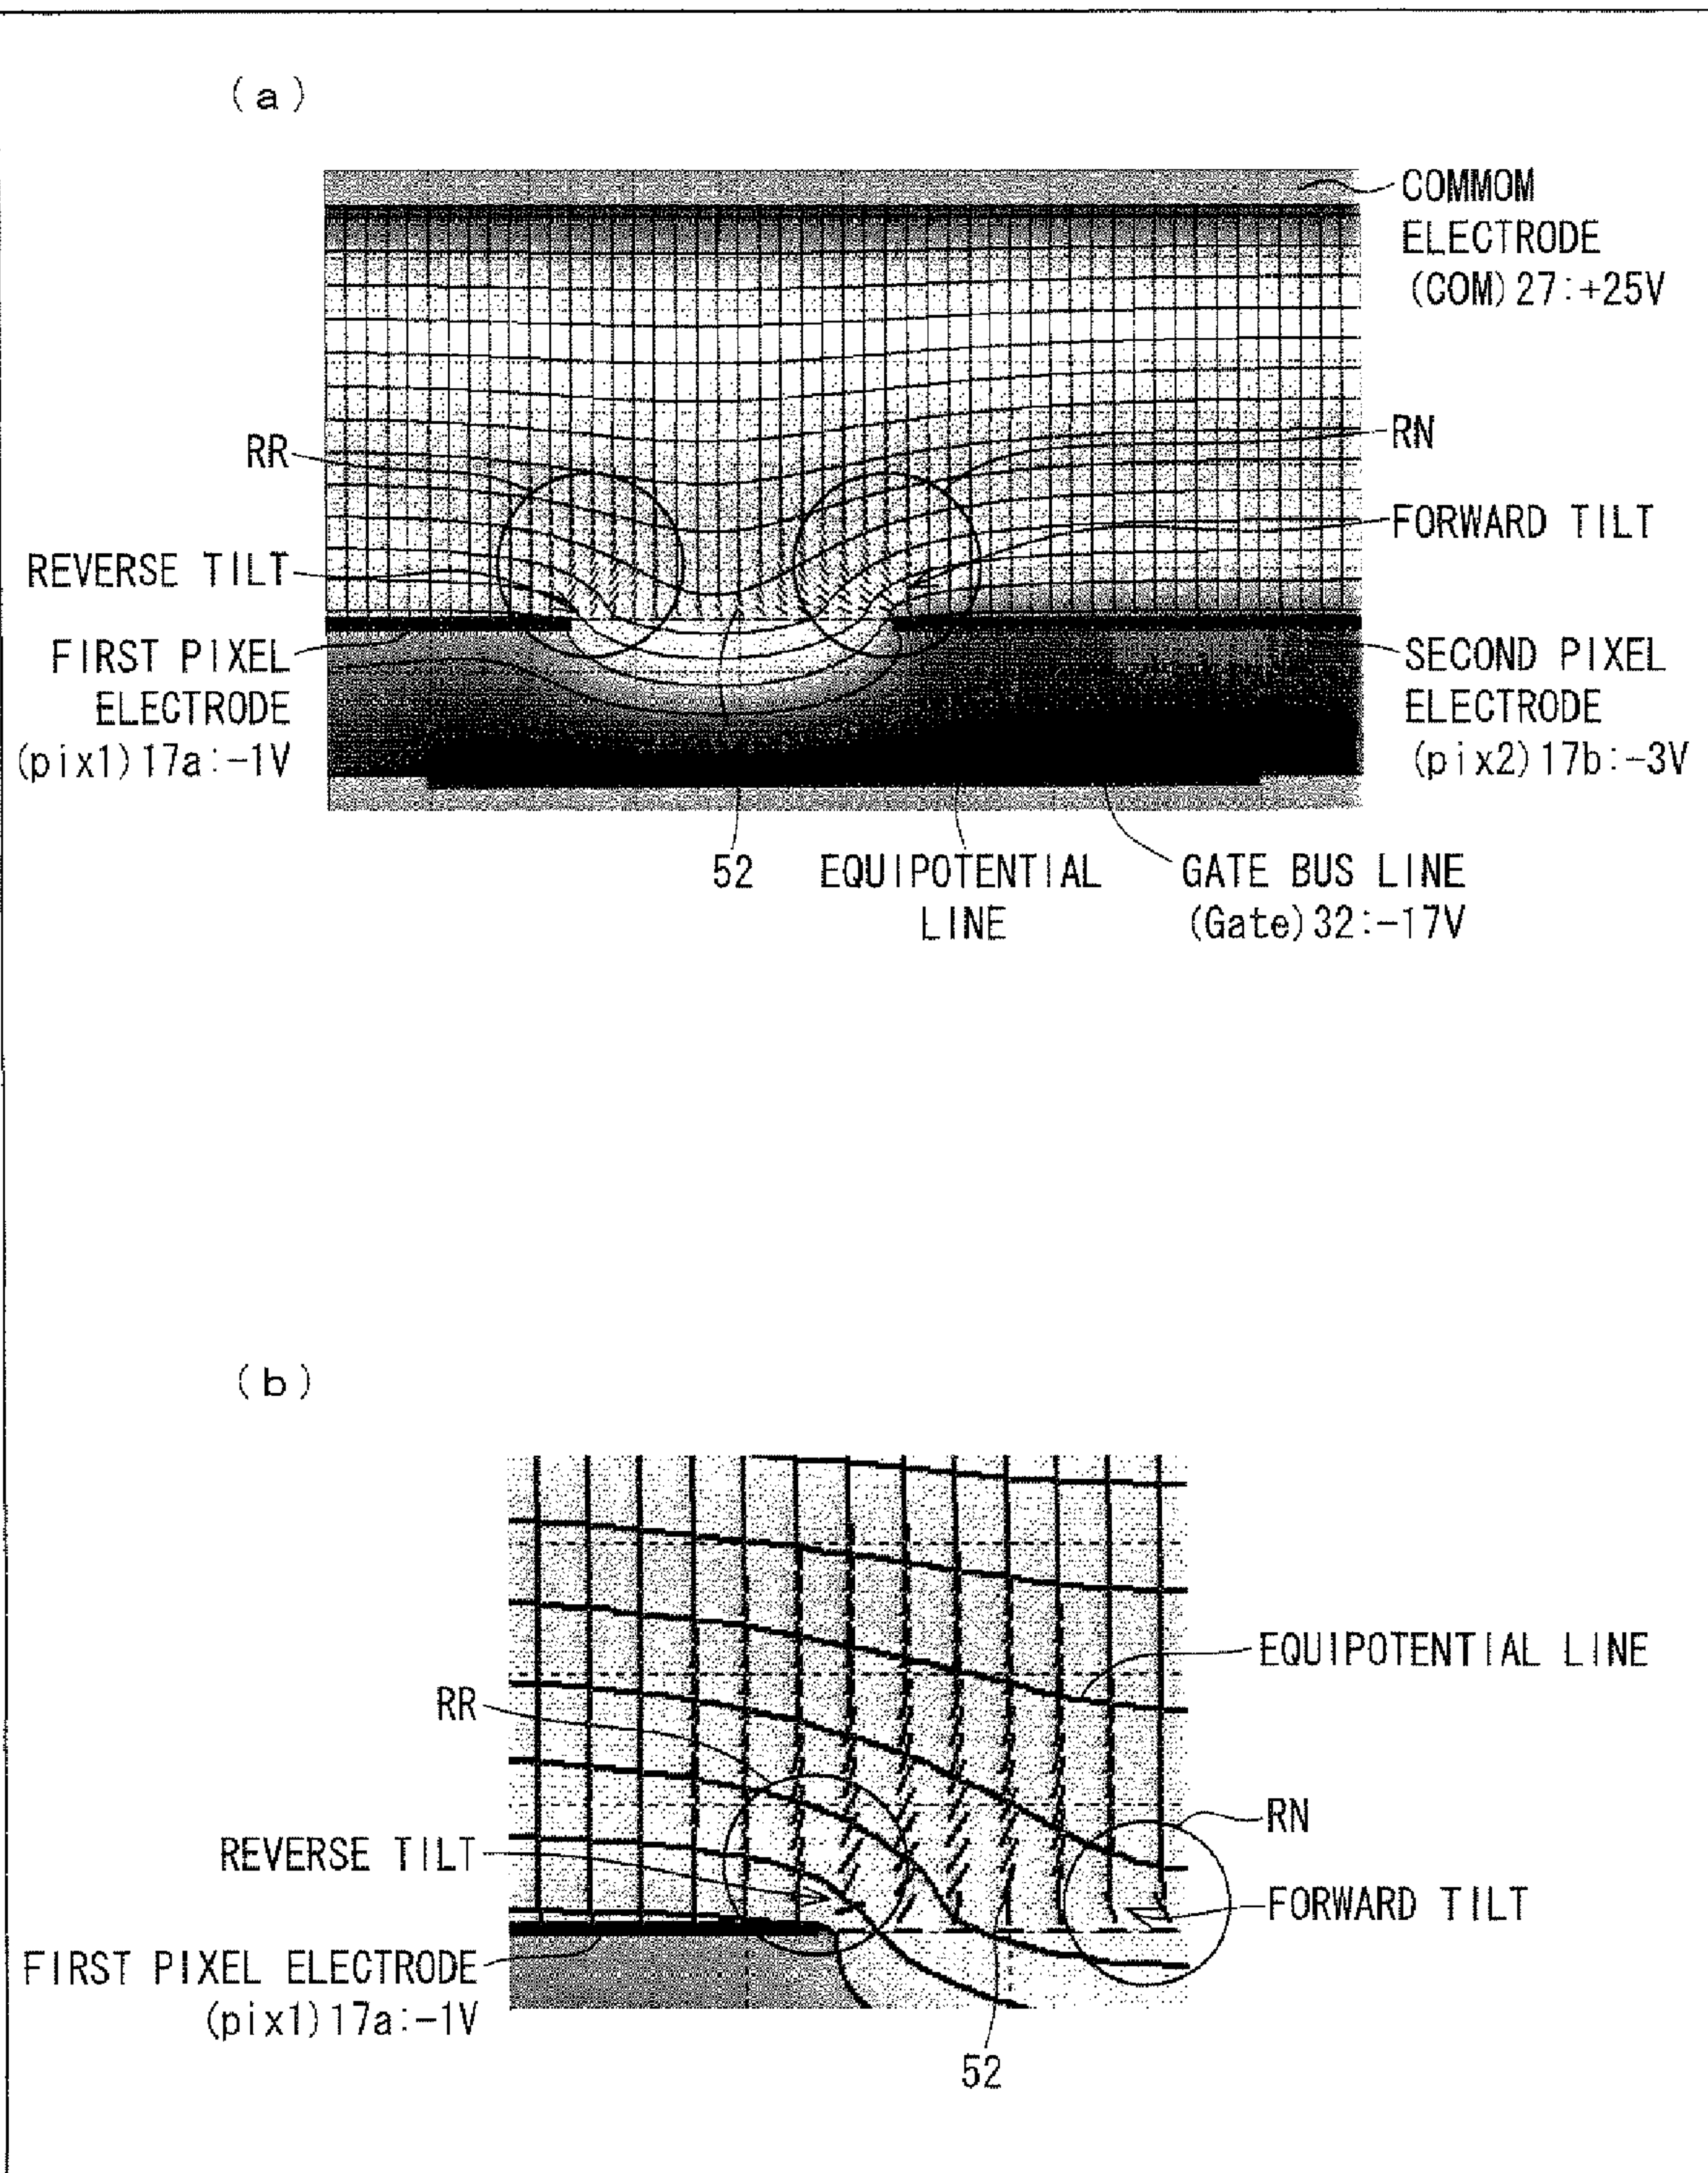 (a)
COMMOM
ELECTRODE
(COM)27:+25V
RR
RN
FORWARD TILT
REVERSE TILT
FIRST PIXEL
ELECTRODE
(pix1)17a:-1V
SECOND PIXEL
ELECTRODE
(pix2)17b:-3V
52
EQUIPOTENTIAL
LINE
GATE BUS LINE
(Gate)32:-17V
(b)
EQUIPOTENTIAL LINE
RR
RN
REVERSE TILT
FORWARD TILT
FIRST PIXEL ELECTRODE
(pix1)17a:-1V
52